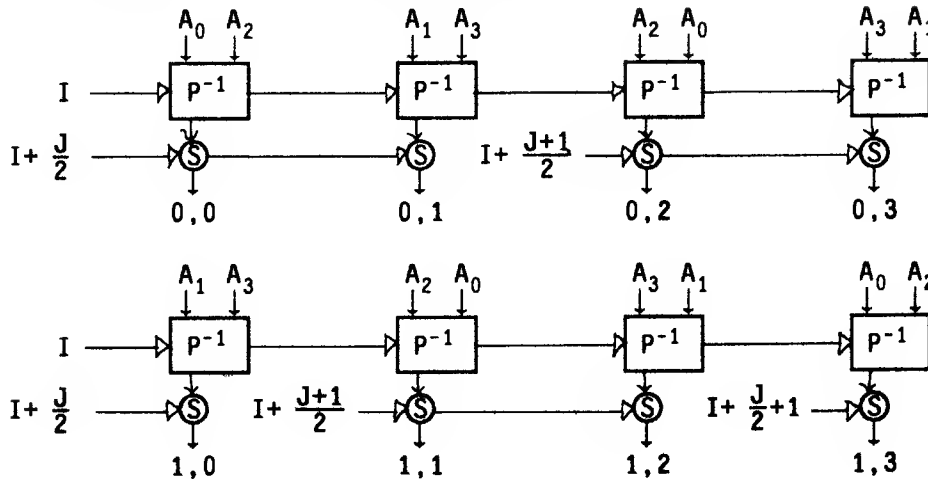 A0 A2 A1 A3 A2 A0 A3 A1
I P⁻¹ P⁻¹ P⁻¹ P⁻¹
I+ J/2 S S I+ J+1/2 S S
0,0 0,1 0,2 0,3
A1 A3 A2 A0 A3 A1 A0 A2
I P⁻¹ P⁻¹ P⁻¹ P⁻¹
I+ J/2 S I+ J+1/2 S S I+ J/2+1 S
1,0 1,1 1,2 1,3